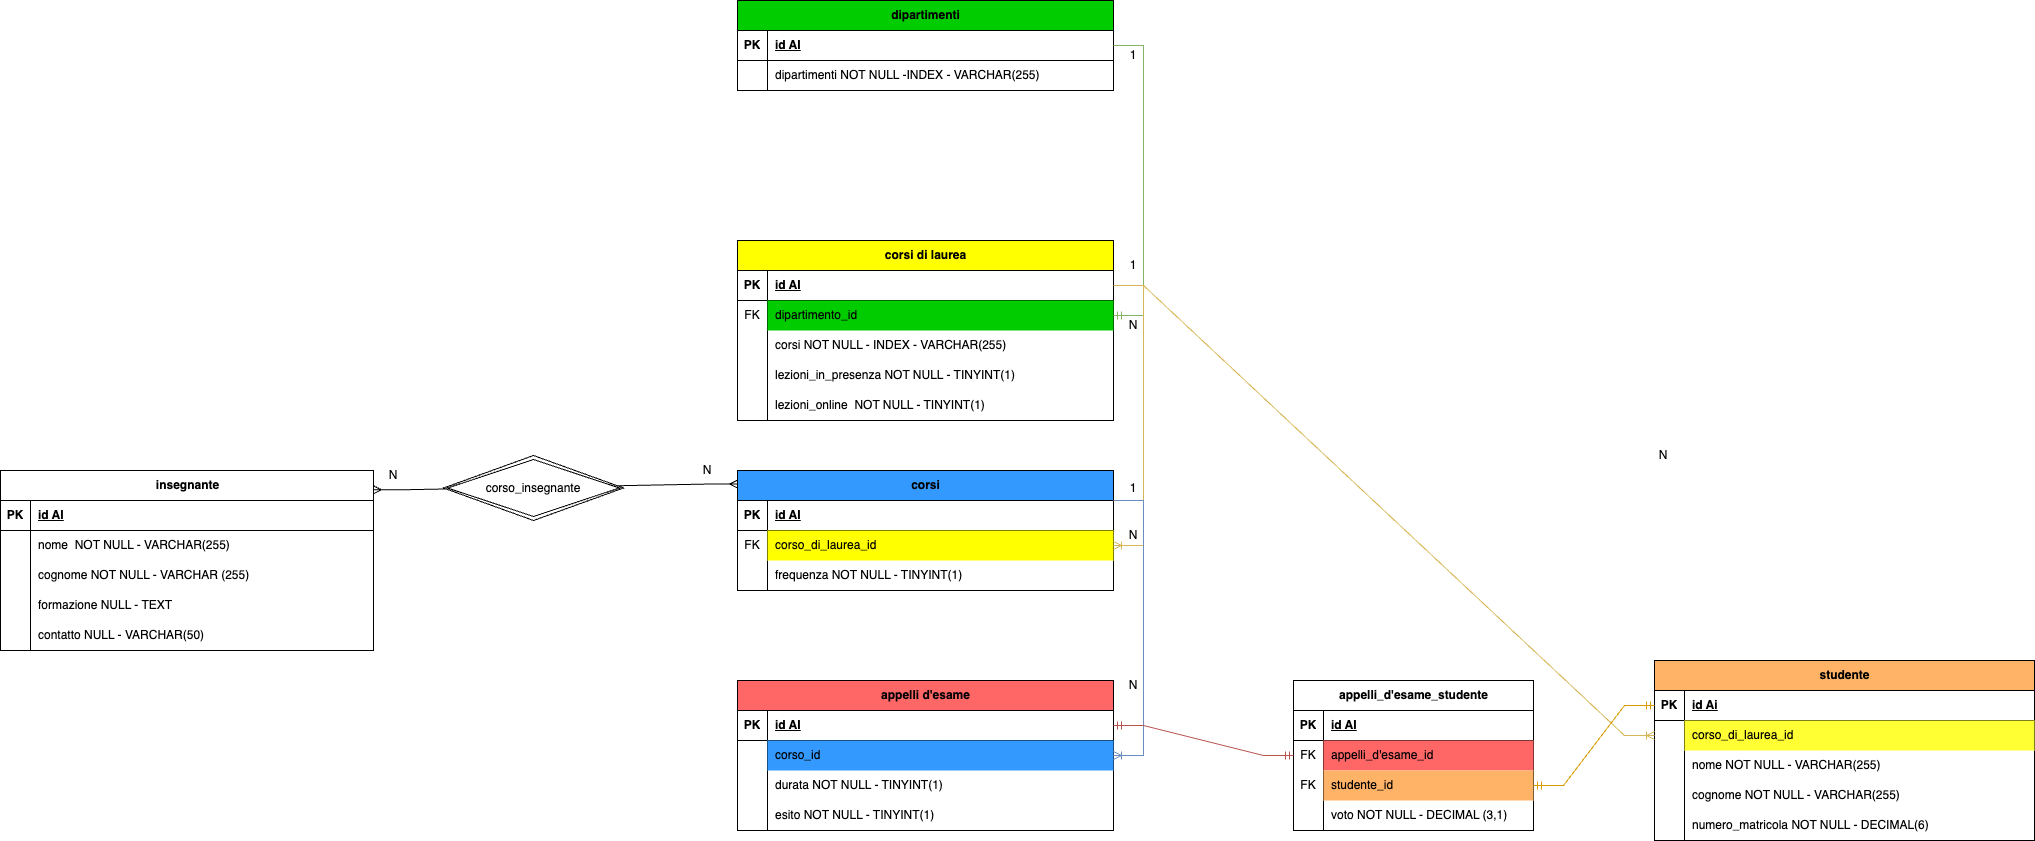 dipartimenti
PK id AI
1
dipartimenti NOT NULL -INDEX - VARCHAR(255)
corsi di laurea
1
PK id AI
FK dipartimento_id
N
corsi NOT NULL - INDEX - VARCHAR(255)
lezioni_in_presenza NOT NULL - TINYINT(1)
lezioni_online  NOT NULL - TINYINT(1)
N
insegnante
PK id AI
nome  NOT NULL - VARCHAR(255)
cognome NOT NULL - VARCHAR (255)
formazione NULL - TEXT
contatto NULL - VARCHAR(50)
N
corso_insegnante
N
corsi
1
PK id AI
FK corso_di_laurea_id
N
frequenza NOT NULL - TINYINT(1)
appelli d'esame
N
PK id AI
corso_id
durata NOT NULL - TINYINT(1)
esito NOT NULL - TINYINT(1)
appelli_d'esame_studente
PK id AI
FK appelli_d'esame_id
FK studente_id
voto NOT NULL - DECIMAL (3,1)
studente
PK id Ai
corso_di_laurea_id
nome NOT NULL - VARCHAR(255)
cognome NOT NULL - VARCHAR(255)
numero_matricola NOT NULL - DECIMAL(6)